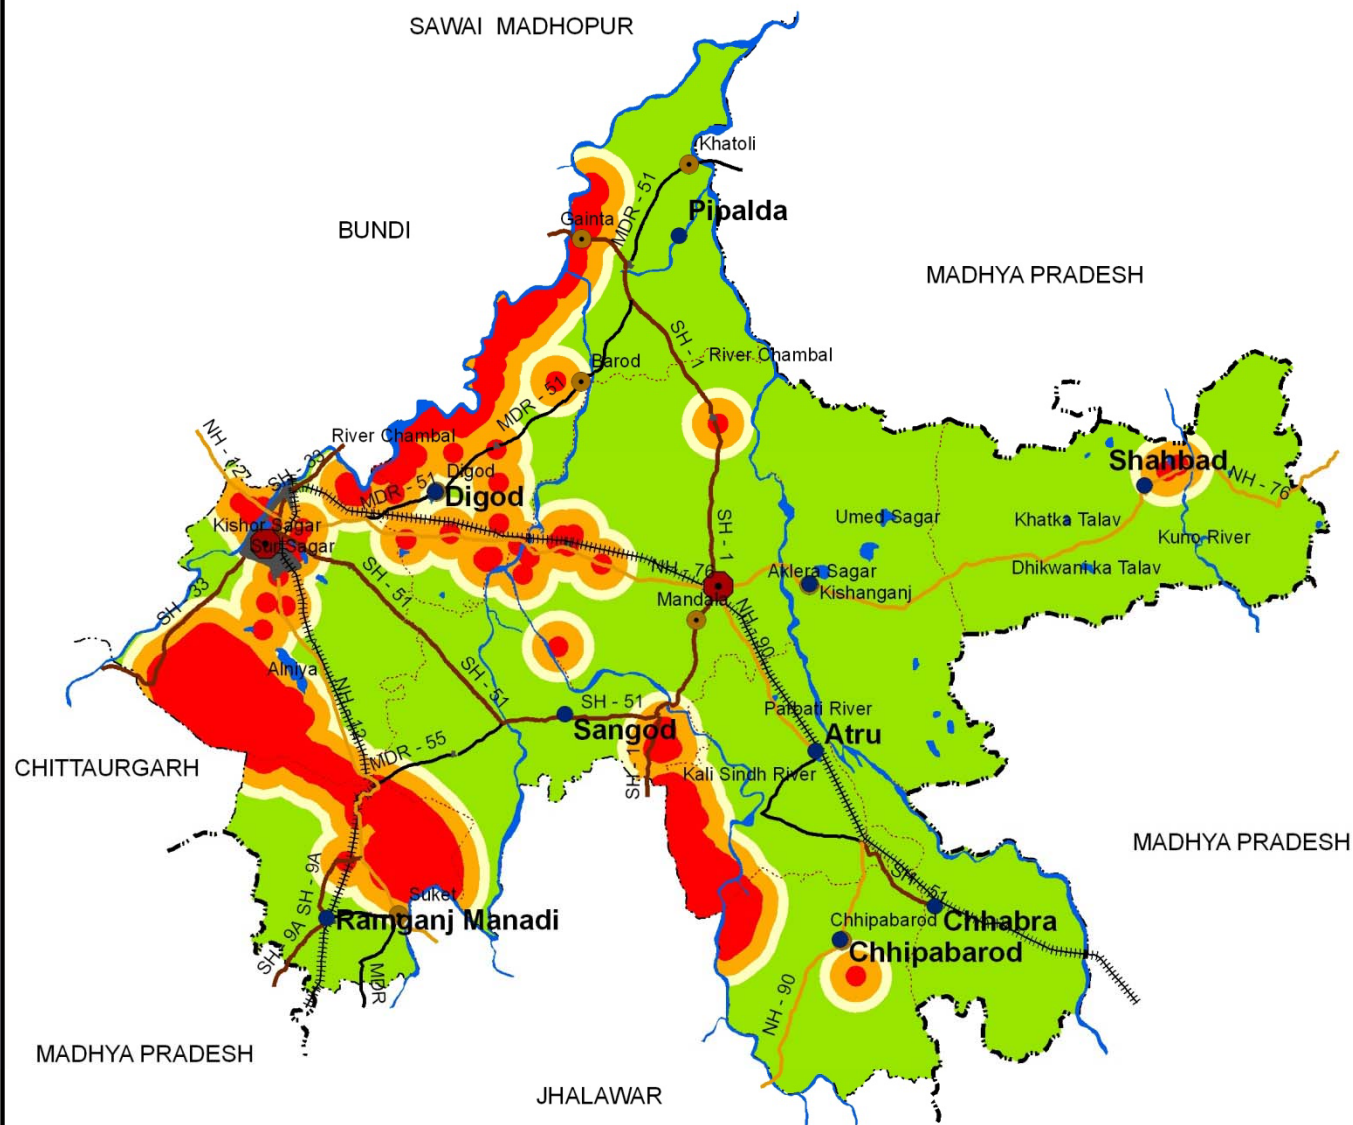 SAWAI MADHOPUR
Khatoli
MDR - 51
Pipalda
Gainta
BUNDI
MADHYA PRADESH
SH - 1
River Chambal
Barod
MDR - 51
NH - 12
SH - 33
River Chambal
Digod
MDR - 51
Digod
Shahbad
NH - 76
Kishor Sagar
Umed Sagar
Khatka Talav
SH - 1
Kuno River
SH - 51
NH - 76
Aklera Sagar
Dhikwani ka Talav
Kishanganj
SH - 33
Mandala
NH - 90
Alniya
SH - 51
NH - 12
SH - 51
Sangod
Parbati River
Atru
MDR - 55
CHITTAURGARH
Kali Sindh River
SH - 1
MADHYA PRADESH
SH - 9A
Suket
SH - 51
Ramganj Manadi
Chhipabarod
Chhabra
SH - 9A
Chhipabarod
MDR
NH - 90
MADHYA PRADESH
JHALAWAR